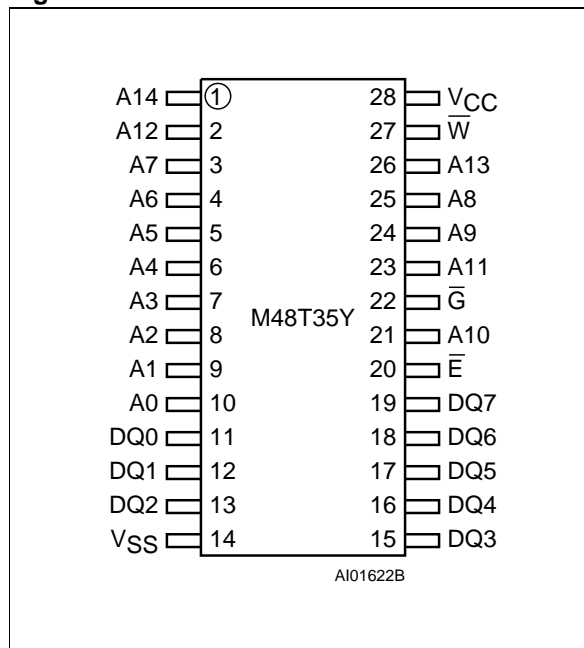 A14 1 28 VCC
A12 2 27 W̅
A7 3 26 A13
A6 4 25 A8
A5 5 24 A9
A4 6 23 A11
A3 7 22 G̅
M48T35Y
A2 8 21 A10
A1 9 20 E̅
A0 10 19 DQ7
DQ0 11 18 DQ6
DQ1 12 17 DQ5
DQ2 13 16 DQ4
VSS 14 15 DQ3
AI01622B